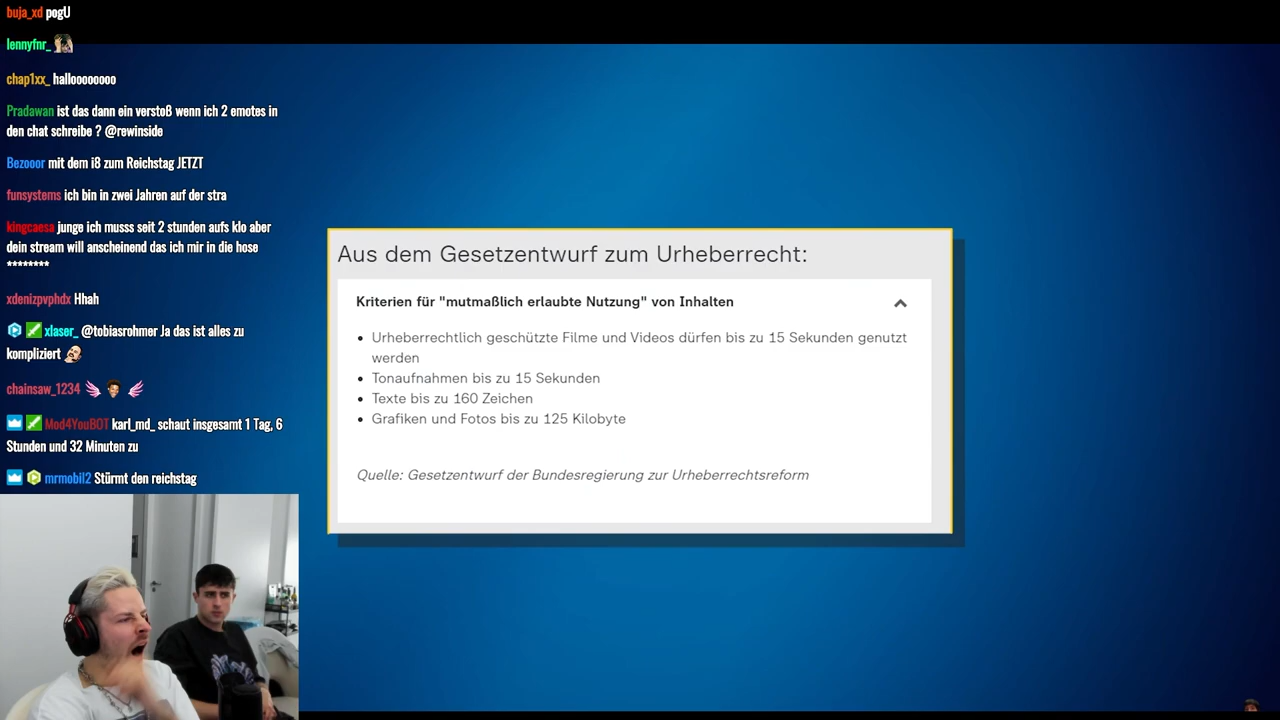 buja_xd pogU
lennyfnr_
chap1xx_ hallooooooo
Pradawan ist das dann ein verstoß wenn ich 2 emotes in
den chat schreibe ? @rewinside
Bezooor mit dem i8 zum Reichstag JETZT
funsystems ich bin in zwei Jahren auf der stra
kingcaesa junge ich musss seit 2 stunden aufs klo aber
dein stream will anscheinend das ich mir in die hose
********
xdenizpvphdx Hhah
xlaser_ @tobiasrohmer Ja das ist alles zu
kompliziert
chainsaw_1234
Mod4YouBOT karl_md_ schaut insgesamt 1 Tag, 6
Stunden und 32 Minuten zu
mrmobil2 Stürmt den reichstag
Aus dem Gesetzentwurf zum Urheberrecht:
Kriterien für "mutmaßlich erlaubte Nutzung" von Inhalten
• Urheberrechtlich geschützte Filme und Videos dürfen bis zu 15 Sekunden genutzt
werden
• Tonaufnahmen bis zu 15 Sekunden
• Texte bis zu 160 Zeichen
• Grafiken und Fotos bis zu 125 Kilobyte
Quelle: Gesetzentwurf der Bundesregierung zur Urheberrechtsreform